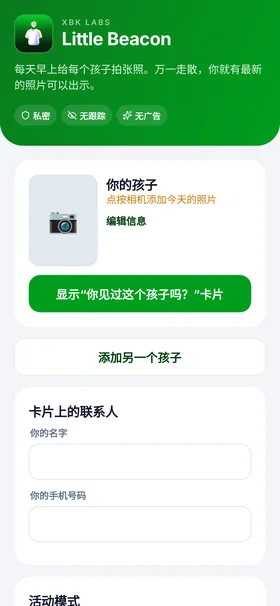 XBK LABS
Little Beacon
每天早上给每个孩子拍张照。万一走散，你就有最新
的照片可以出示。
私密
无跟踪
无广告
你的孩子
点按相机添加今天的照片
编辑信息
显示“你见过这个孩子吗？”卡片
添加另一个孩子
卡片上的联系人
你的名字
你的手机号码
活动模式